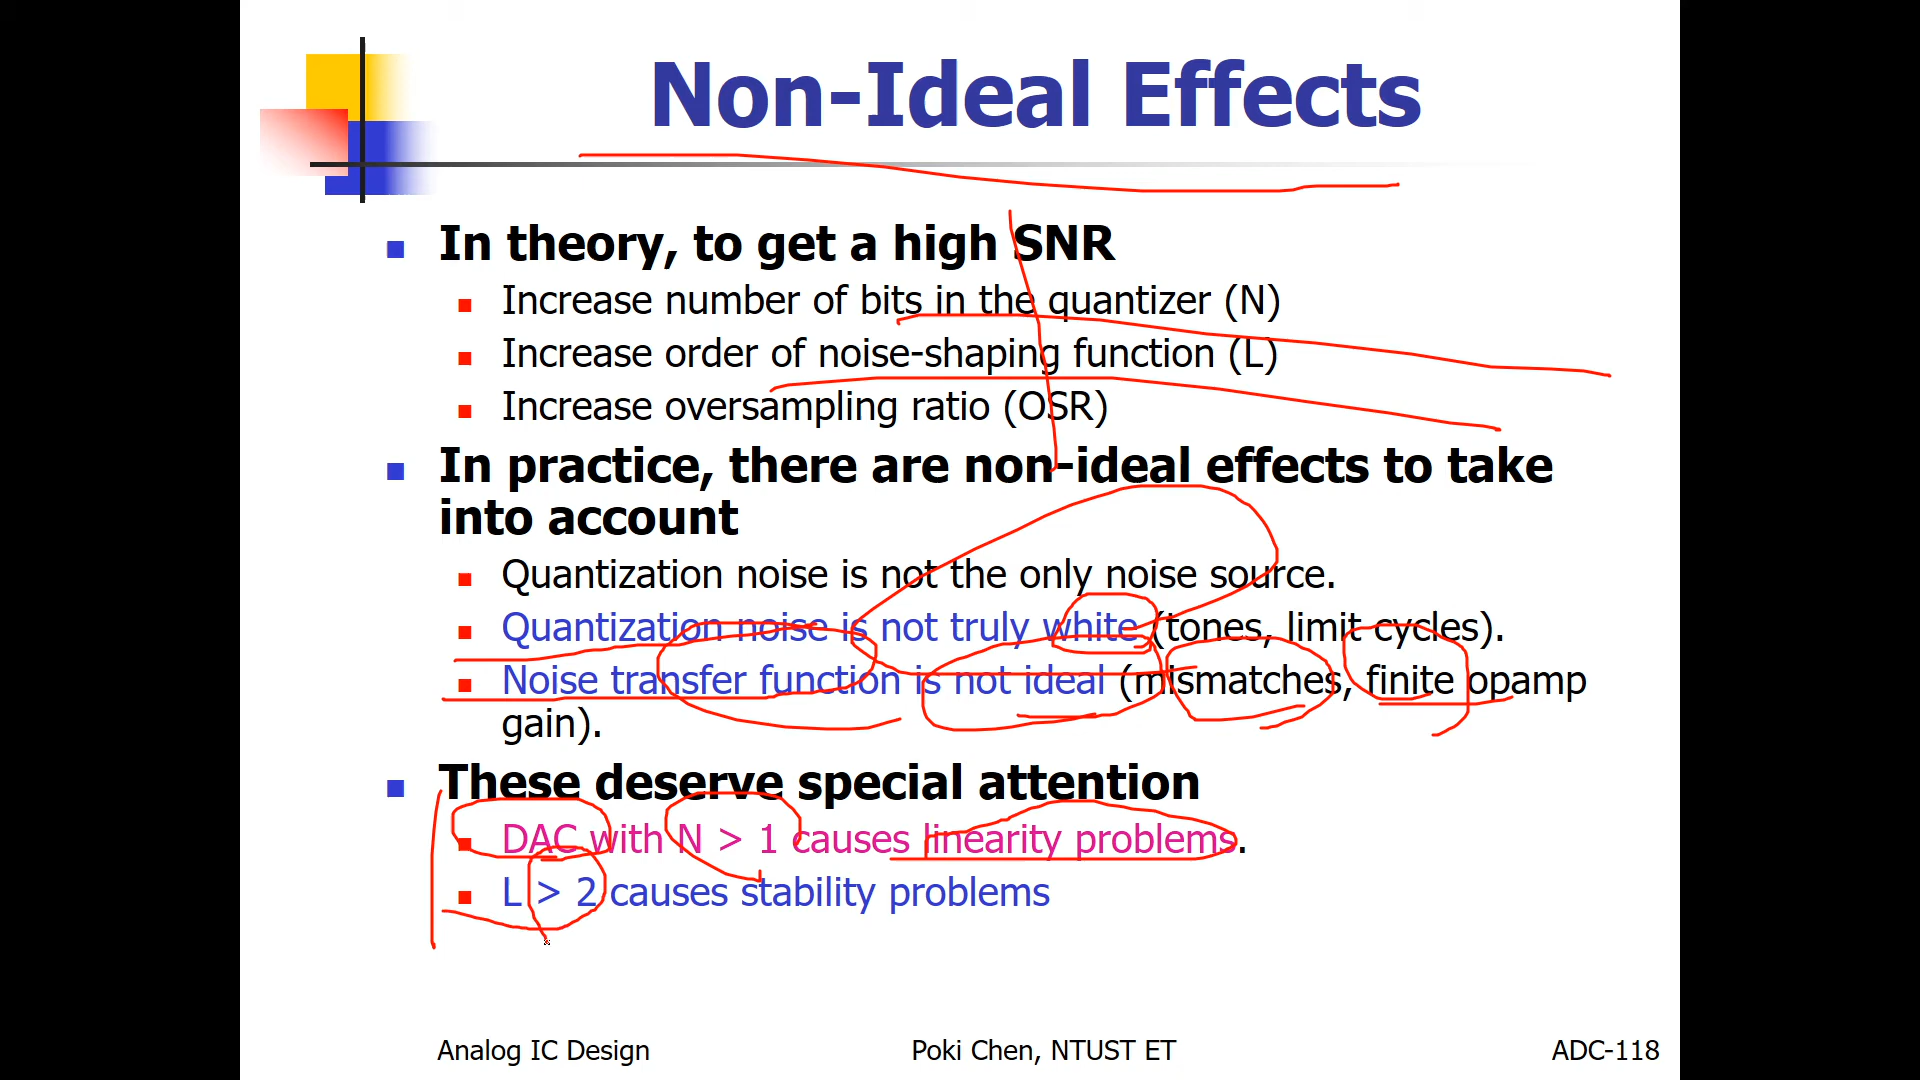 Non-Ideal Effects
In theory, to get a high SNR
Increase number of bits in the quantizer (N)
Increase order of noise-shaping function (L)
Increase oversampling ratio (OSR)
In practice, there are non-ideal effects to take
into account
Quantization noise is not the only noise source.
Quantization noise is not truly white (tones, limit cycles).
Noise transfer function is not ideal (mismatches, finite opamp
gain).
These deserve special attention
DAC with N > 1 causes linearity problems.
L > 2 causes stability problems
Analog IC Design
Poki Chen, NTUST ET
ADC-118